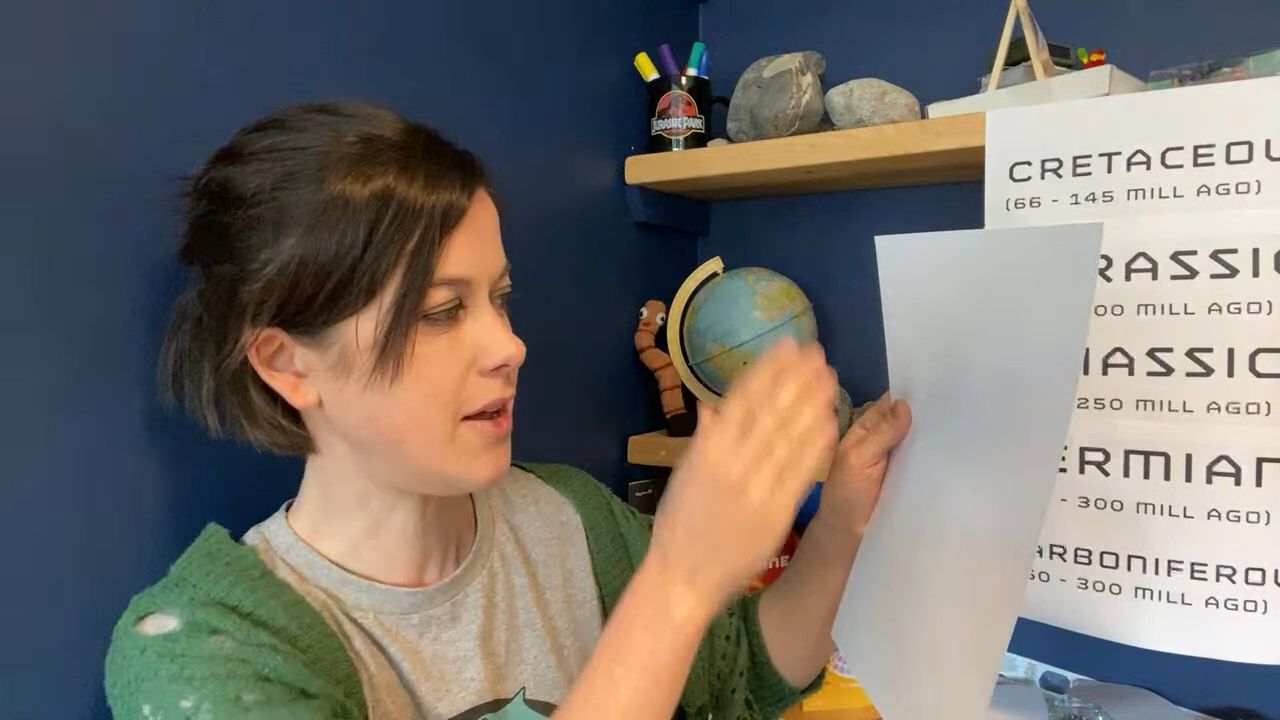 JURASSIC PARK
CRETACEOU
(66 - 145 MILL AGO)
RASSIC
00 MILL AGO)
IASSIC
250 MILL AGO)
ERMIAN
- 300 MILL AGO)
ARBONIFEROU
50 - 300 MILL AGO)